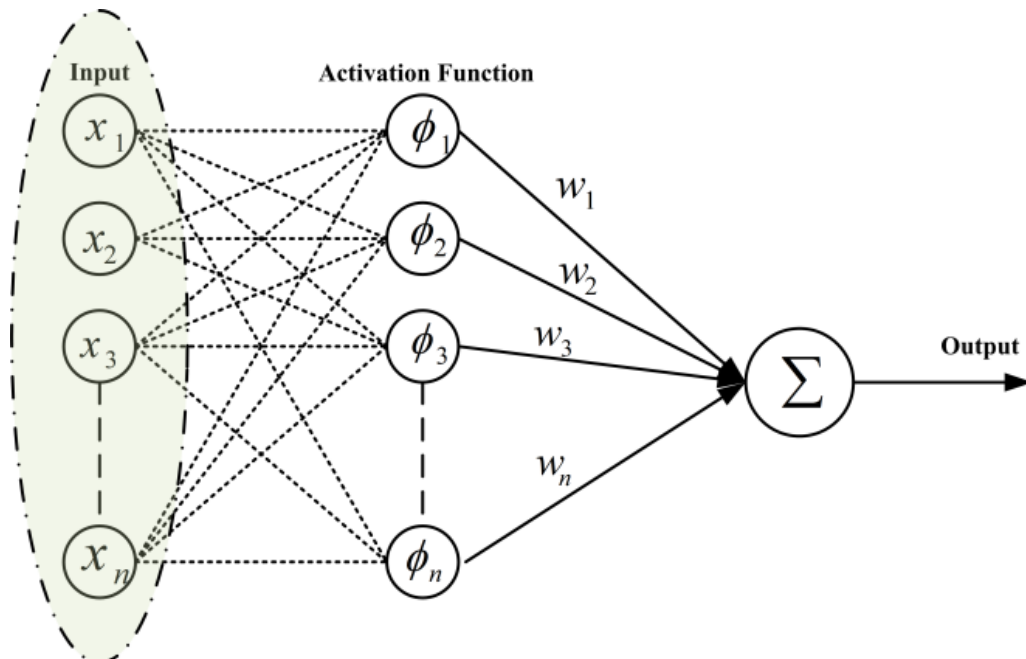 Input
Activation Function
x₁
ϕ₁
w₁
x₂
ϕ₂
w₂
x₃
ϕ₃
w₃
Output
Σ
wₙ
xₙ
ϕₙ